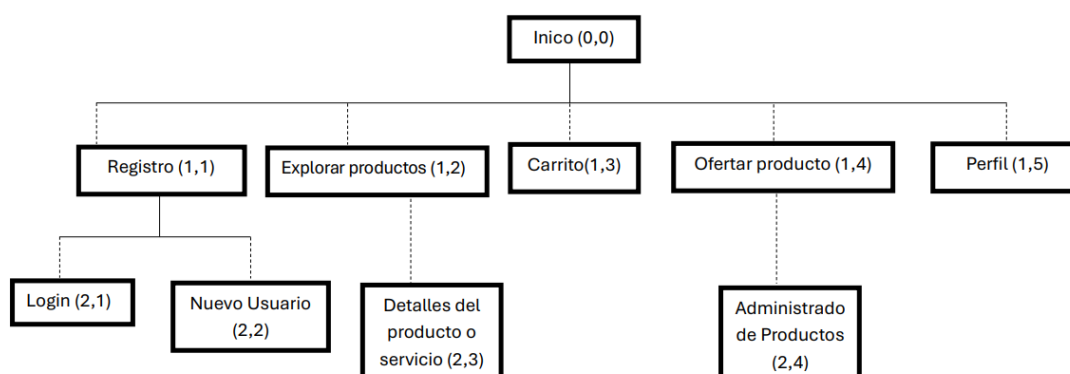 Inico (0,0)
Registro (1,1)
Explorar productos (1,2)
Carrito(1,3)
Ofertar producto (1,4)
Perfil (1,5)
Login (2,1)
Nuevo Usuario
(2,2)
Detalles del
producto o
servicio (2,3)
Administrado
de Productos
(2,4)